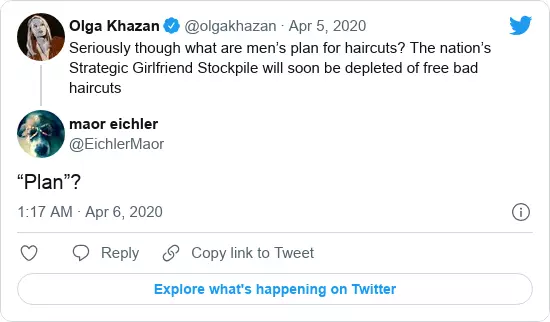 Olga Khazan @olgakhazan · Apr 5, 2020
Seriously though what are men’s plan for haircuts? The nation’s
Strategic Girlfriend Stockpile will soon be depleted of free bad
haircuts
maor eichler
@EichlerMaor
“Plan”?
1:17 AM · Apr 6, 2020
Reply Copy link to Tweet
Explore what's happening on Twitter